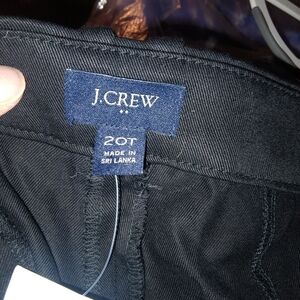 J.CREW
20T
MADE IN
SRI LANKA